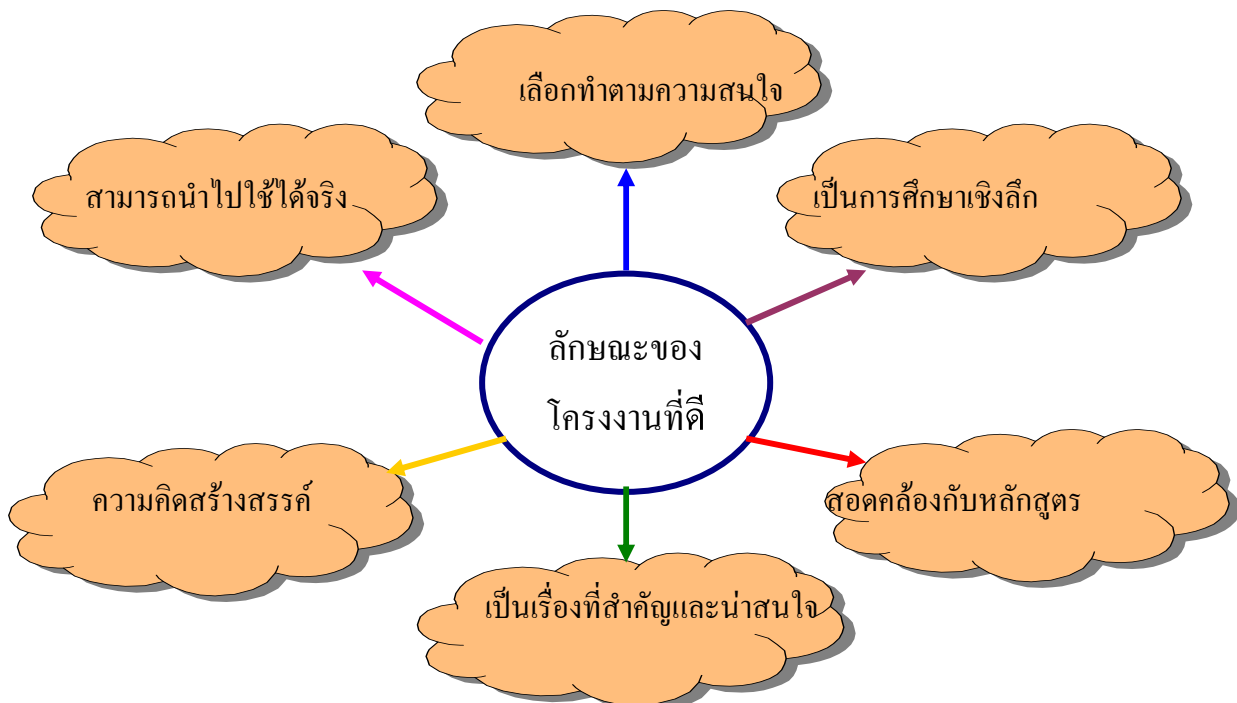 เลือกทำตามความสนใจ
สามารถนำไปใช้ได้จริง
เป็นการศึกษาเชิงลึก
ลักษณะของ
โครงงานที่ดี
ความคิดสร้างสรรค์
สอดคล้องกับหลักสูตร
เป็นเรื่องที่สำคัญและน่าสนใจ